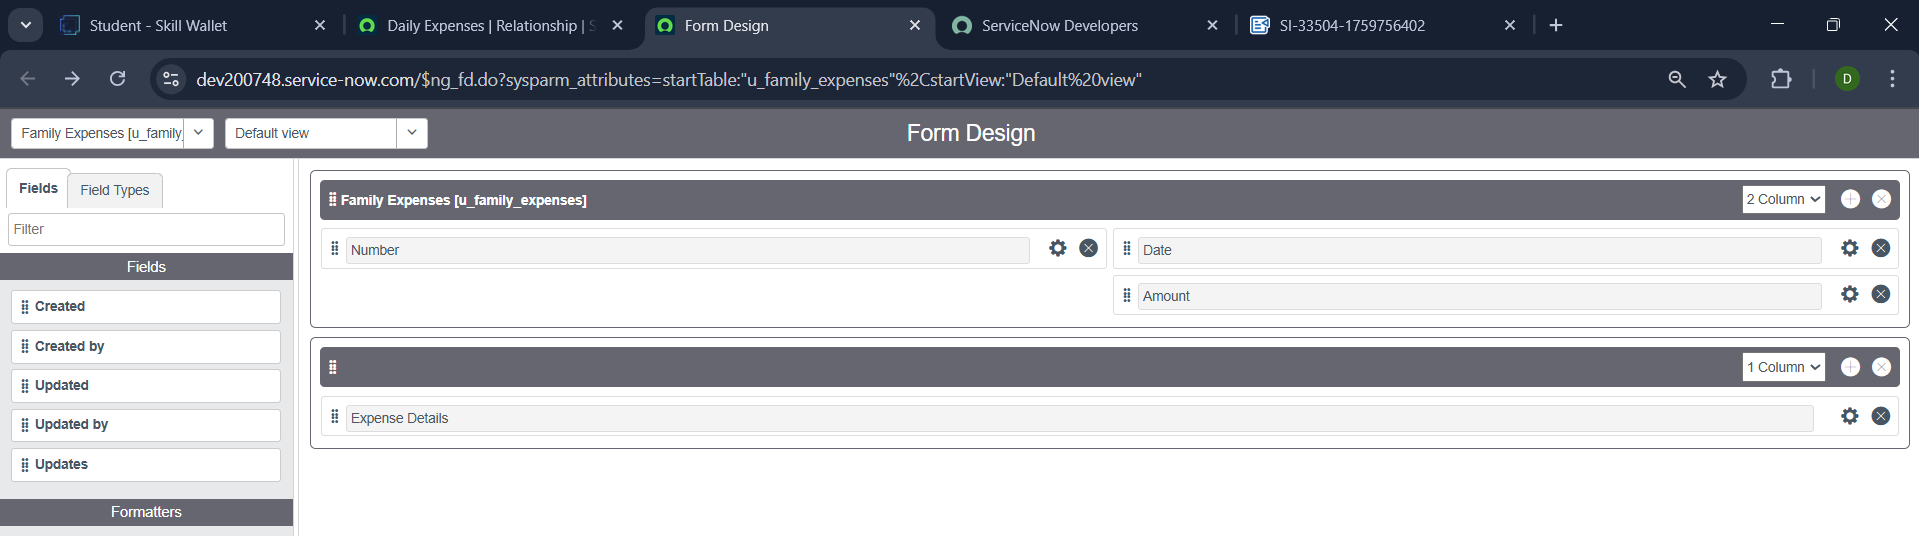 Student - Skill Wallet
Daily Expenses | Relationship | S
Form Design
ServiceNow Developers
SI-33504-1759756402
dev200748.service-now.com/$ng_fd.do?sysparm_attributes=startTable:"u_family_expenses"%2CstartView:"Default%20view"
D
Family Expenses [u_family_
Default view
Form Design
Fields
Field Types
Filter
Fields
Created
Created by
Updated
Updated by
Updates
Formatters
Family Expenses [u_family_expenses]
2 Column
Number
Date
Amount
1 Column
Expense Details